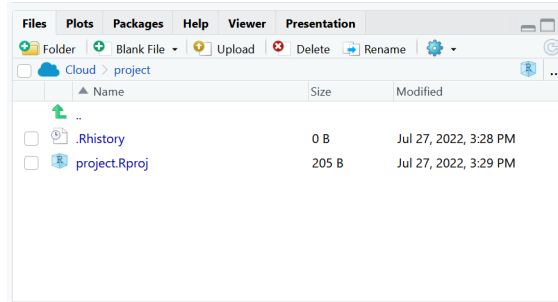 Files Plots Packages Help Viewer Presentation
Folder Blank File Upload Delete Rename
Cloud > project R ..
Name Size Modified
..
.Rhistory 0 B Jul 27, 2022, 3:28 PM
R project.Rproj 205 B Jul 27, 2022, 3:29 PM